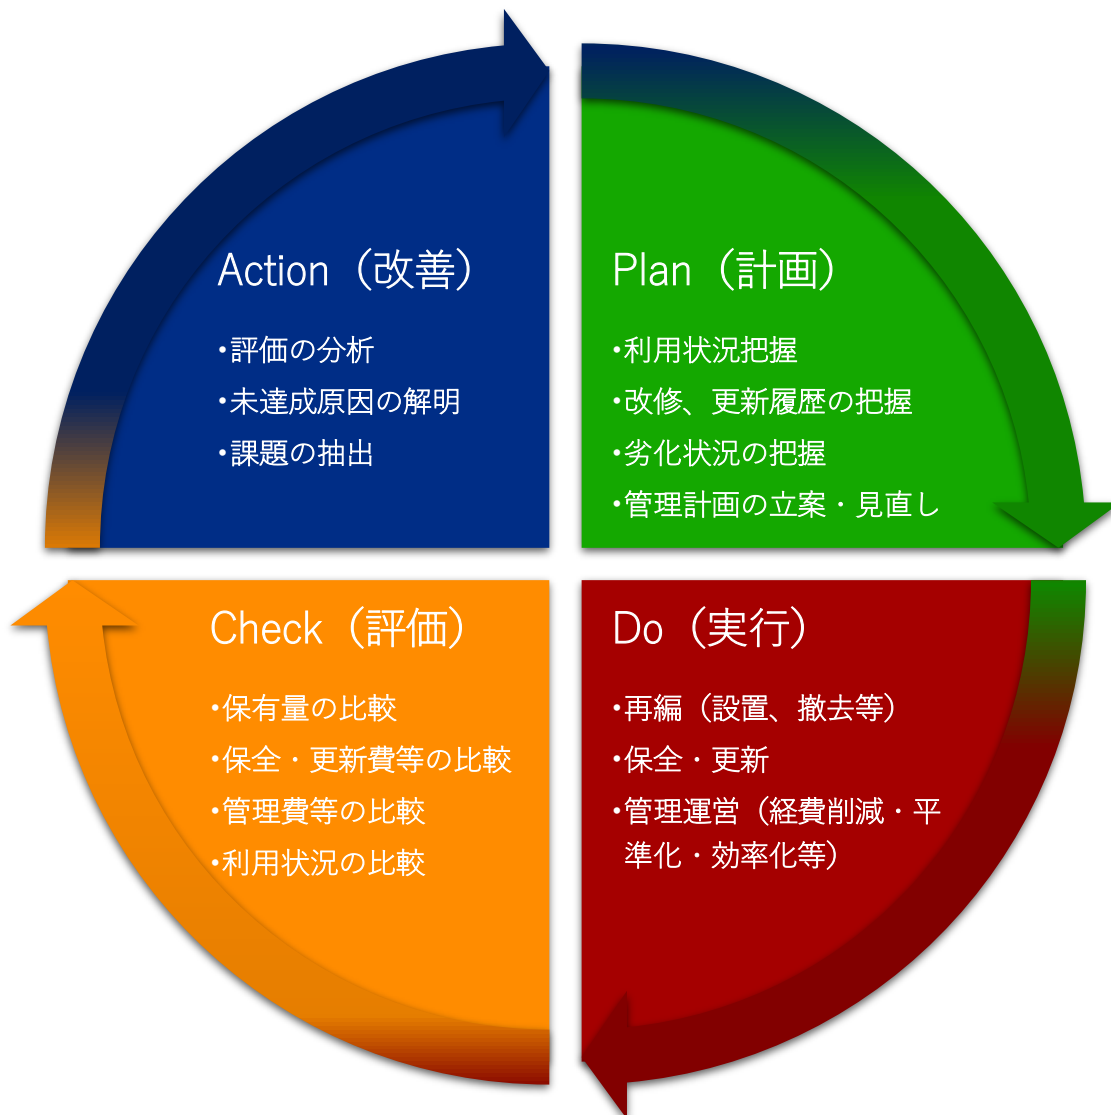 Action（改善）
・評価の分析
・未達成原因の解明
・課題の抽出
Plan（計画）
・利用状況把握
・改修、更新履歴の把握
・劣化状況の把握
・管理計画の立案・見直し
Check（評価）
・保有量の比較
・保全・更新費等の比較
・管理費等の比較
・利用状況の比較
Do（実行）
・再編（設置、撤去等）
・保全・更新
・管理運営（経費削減・平
準化・効率化等）